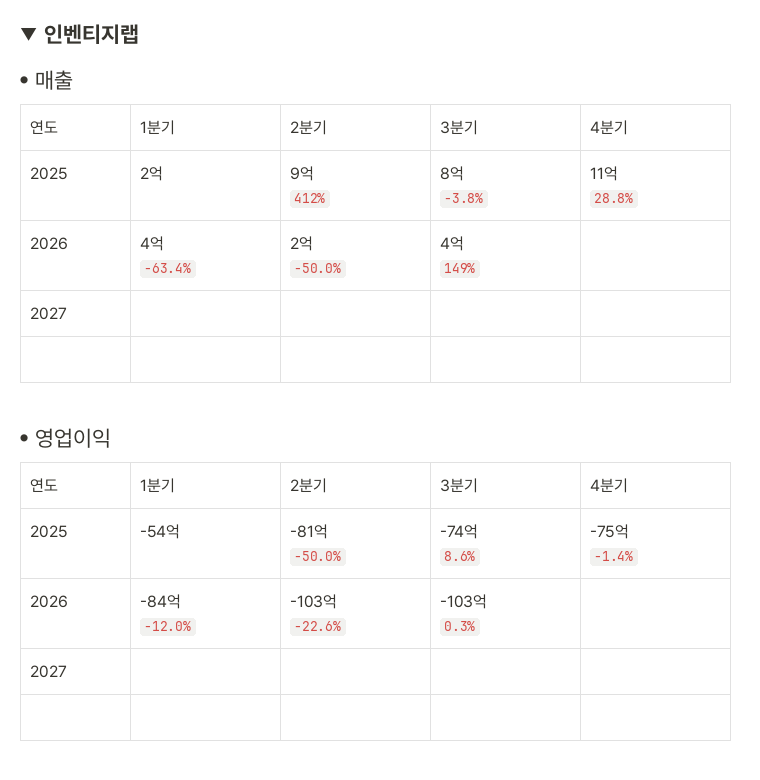 ▼ 인벤티지랩
• 매출
연도 1분기 2분기 3분기 4분기
2025 2억 9억 8억 11억
412% -3.8% 28.8%
2026 4억 2억 4억
-63.4% -50.0% 149%
2027
• 영업이익
연도 1분기 2분기 3분기 4분기
2025 -54억 -81억 -74억 -75억
-50.0% 8.6% -1.4%
2026 -84억 -103억 -103억
-12.0% -22.6% 0.3%
2027